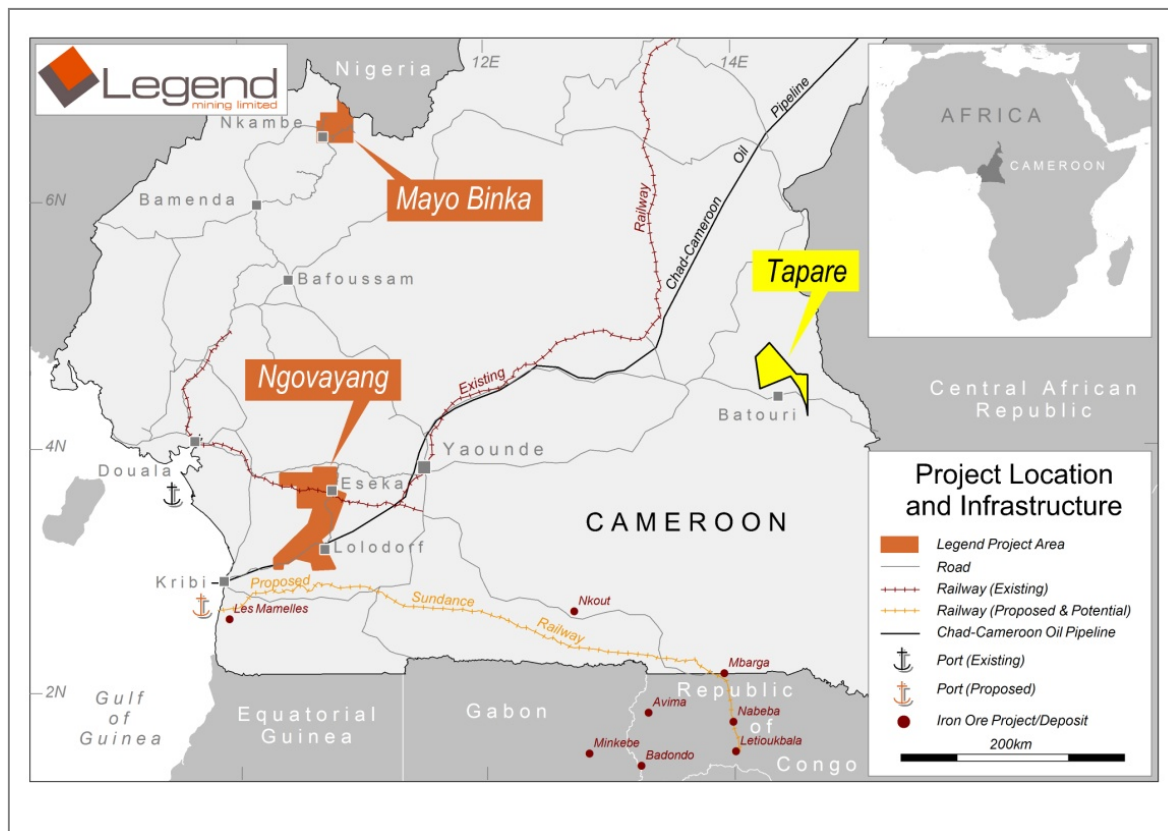 Legend
mining limited
Nigeria
12E
14E
Nkambe
Mayo Binka
6N
Bamenda
Bafoussam
Railway
Chad-Cameroon Oil Pipeline
Tapare
Ngovayang
Existing
Batouri
Central African
Republic
4N
Douala
Yaounde
Eseka
CAMEROON
Lolodorf
Kribi
Proposed Sundance Railway
Les Mamelles
Nkout
Mbarga
2N
Gulf
of
Guinea
Equatorial
Guinea
Gabon
Republic
of
Congo
Avima
Nabeba
Minkebe
Badondo
Letioukbala
AFRICA
CAMEROON
Project Location
and Infrastructure
Legend Project Area
Road
Railway (Existing)
Railway (Proposed & Potential)
Chad-Cameroon Oil Pipeline
Port (Existing)
Port (Proposed)
Iron Ore Project/Deposit
200km